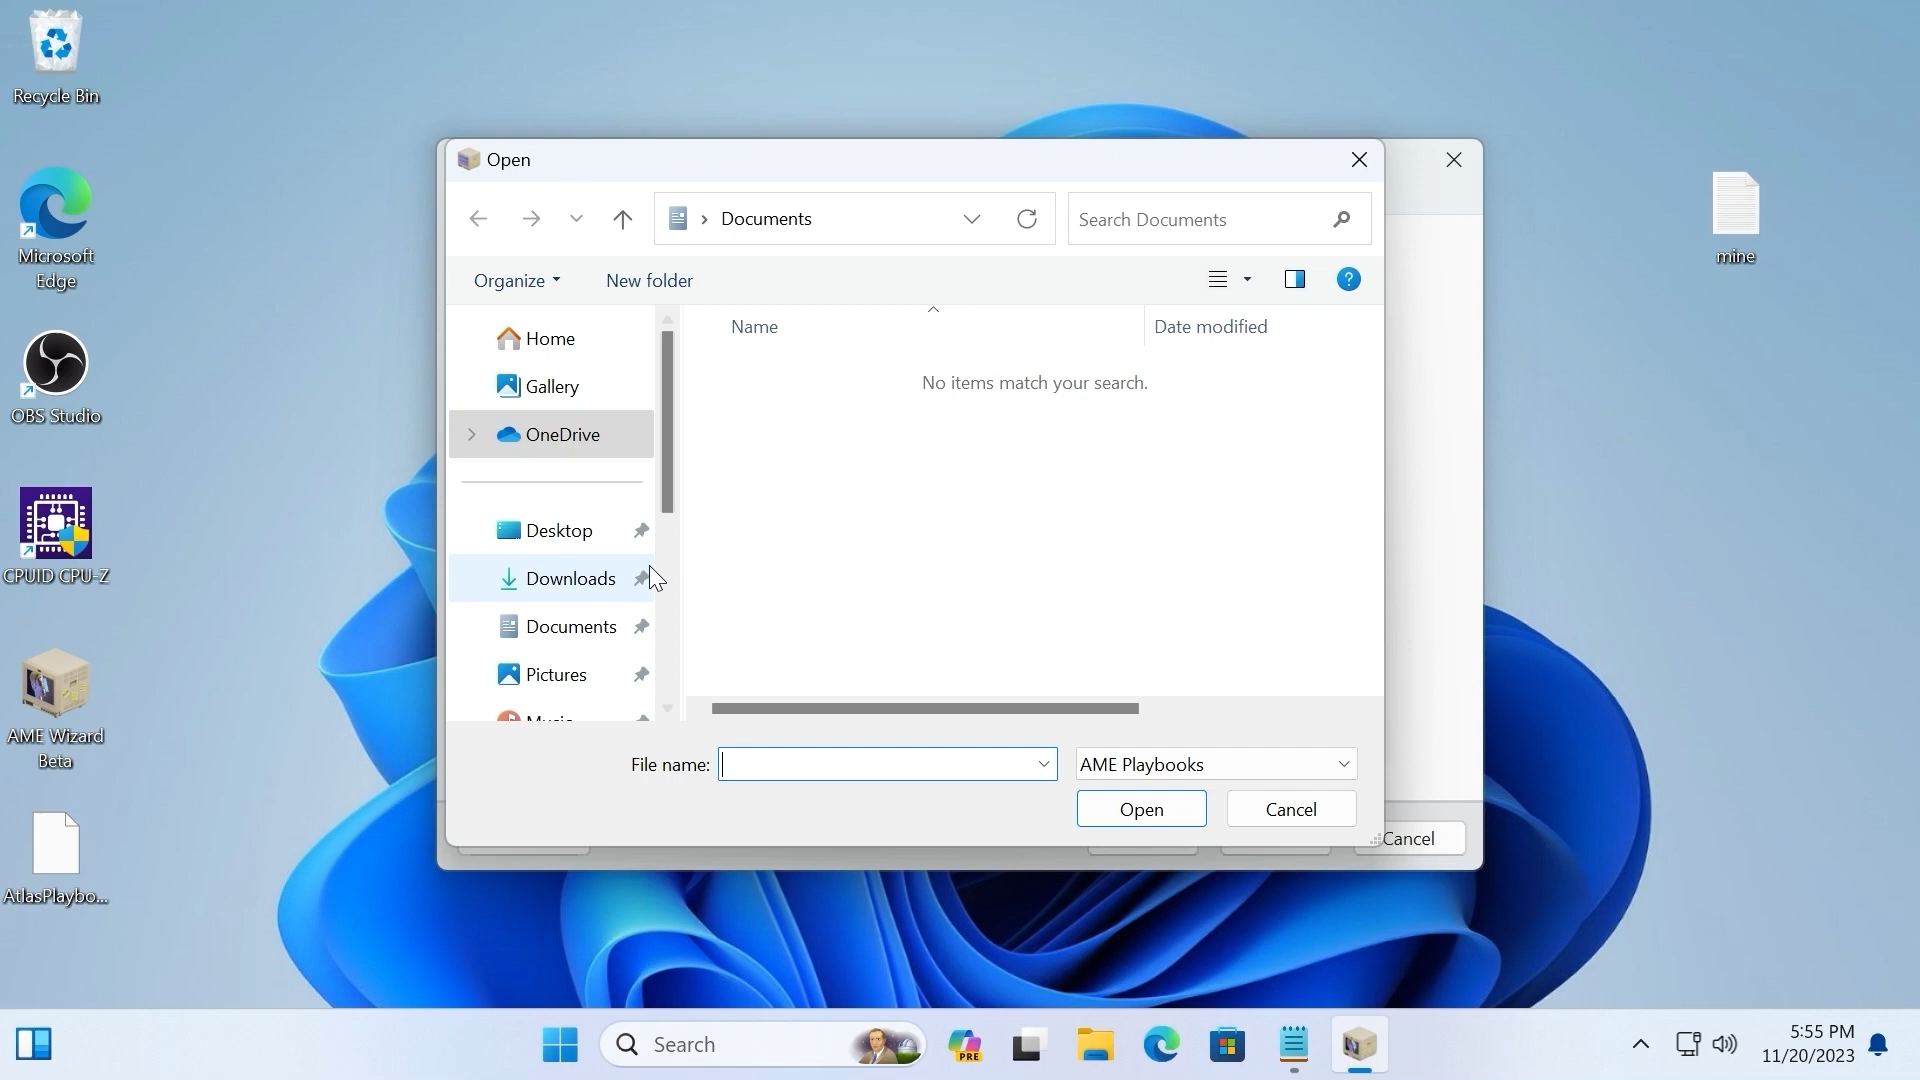 Recycle Bin
Microsoft
Edge
OBS Studio
CPUID CPU-Z
AME Wizard
Beta
AtlasPlaybo...
mine
Open
Documents
Search Documents
Organize
New folder
?
Home
Gallery
OneDrive
Desktop
Downloads
Documents
Pictures
Music
Name
Date modified
No items match your search.
File name:
AME Playbooks
Open
Cancel
Cancel
Search
PRE
5:55 PM
11/20/2023